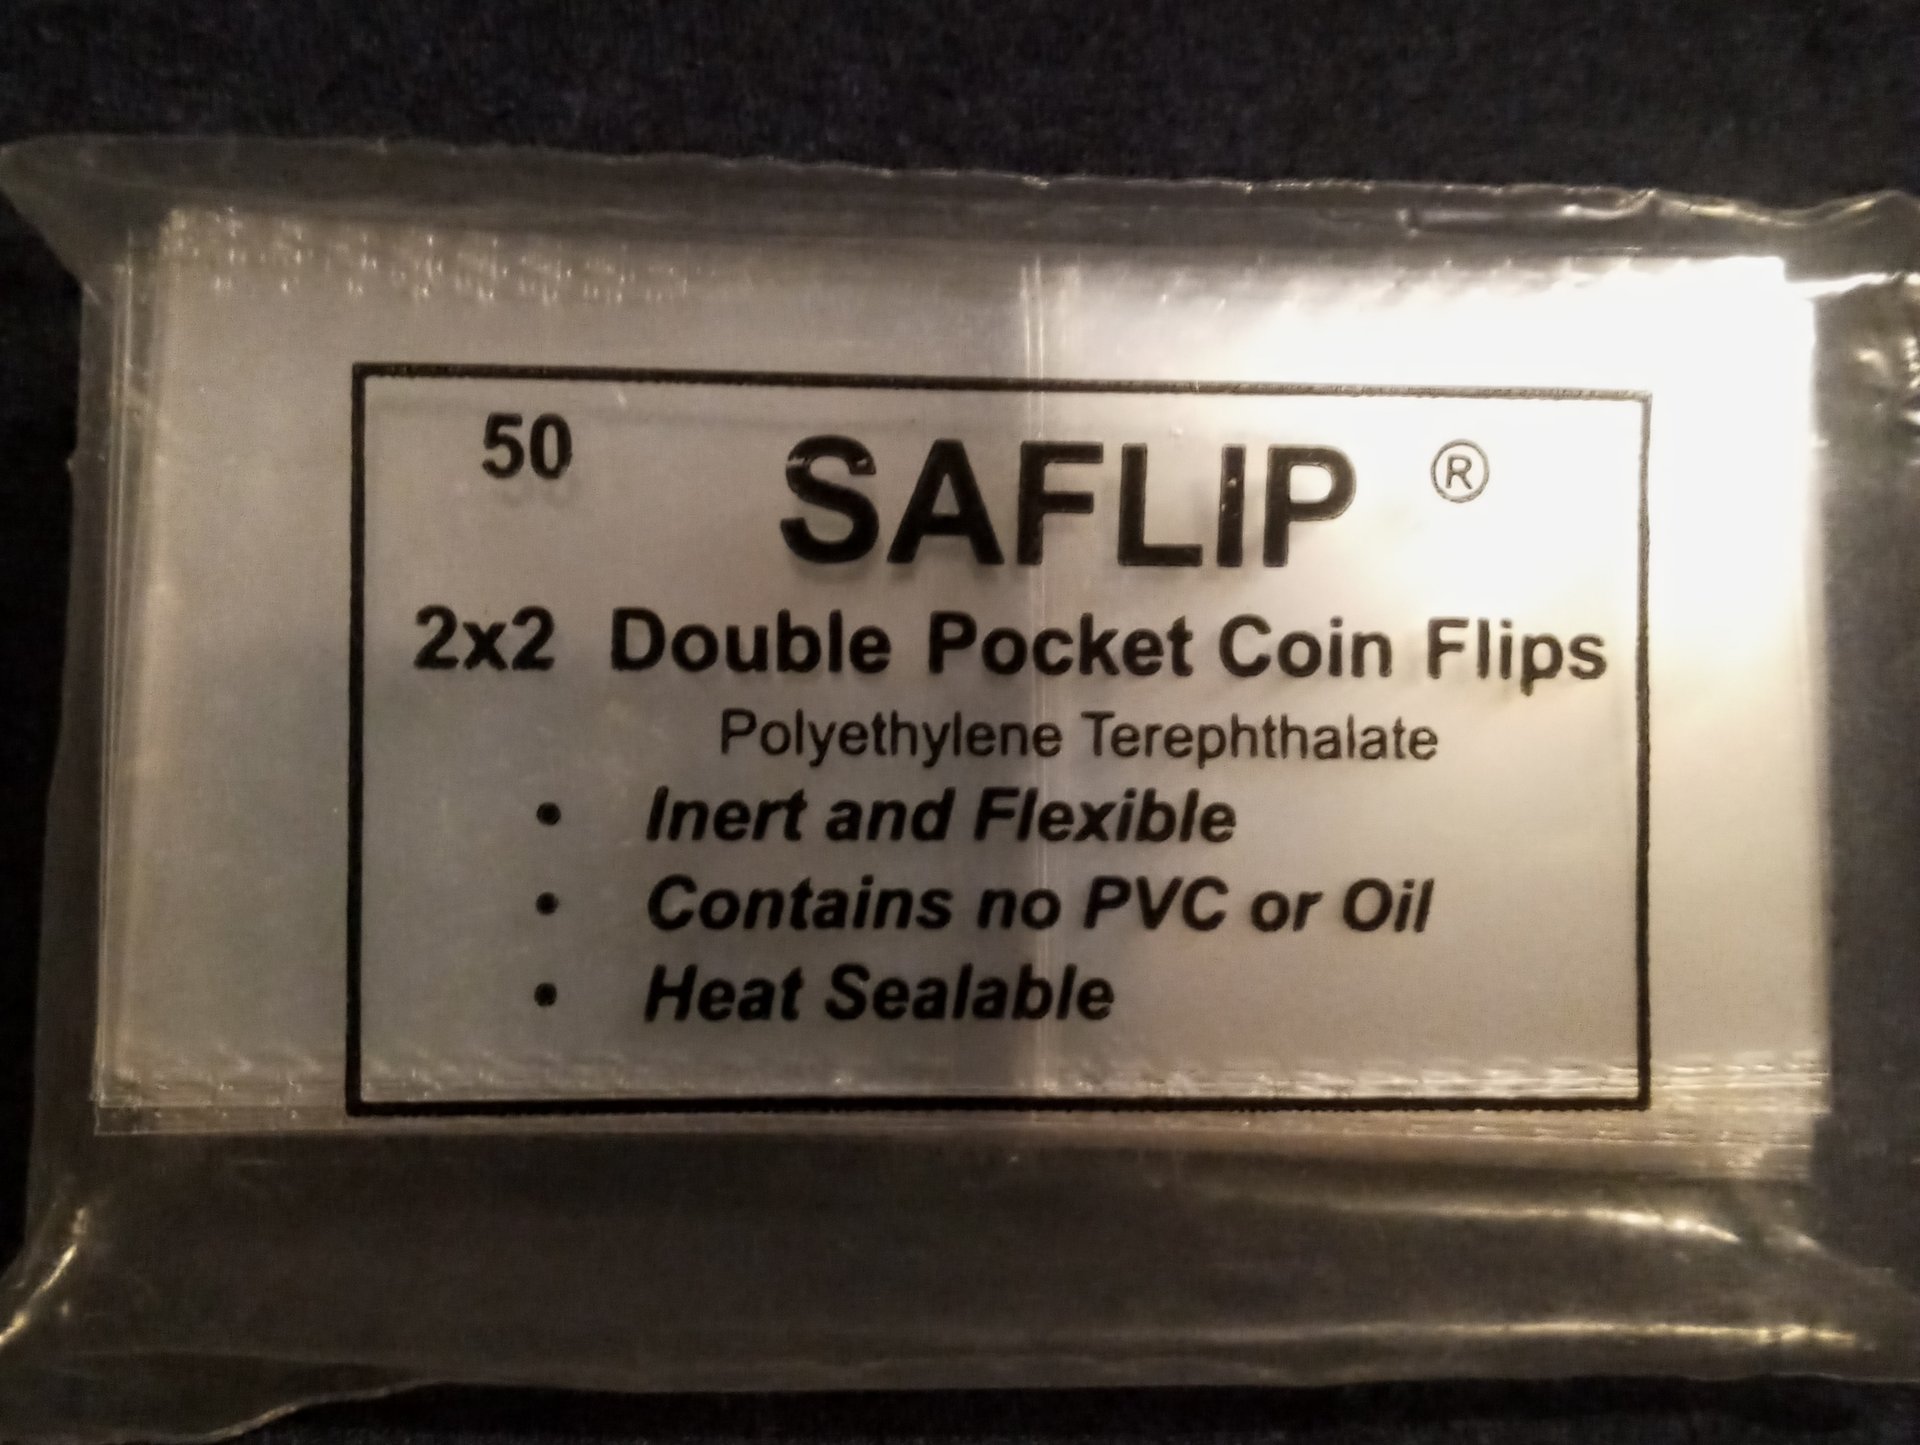 50 SAFLIP ®
2x2 Double Pocket Coin Flips
Polyethylene Terephthalate
• Inert and Flexible
• Contains no PVC or Oil
• Heat Sealable